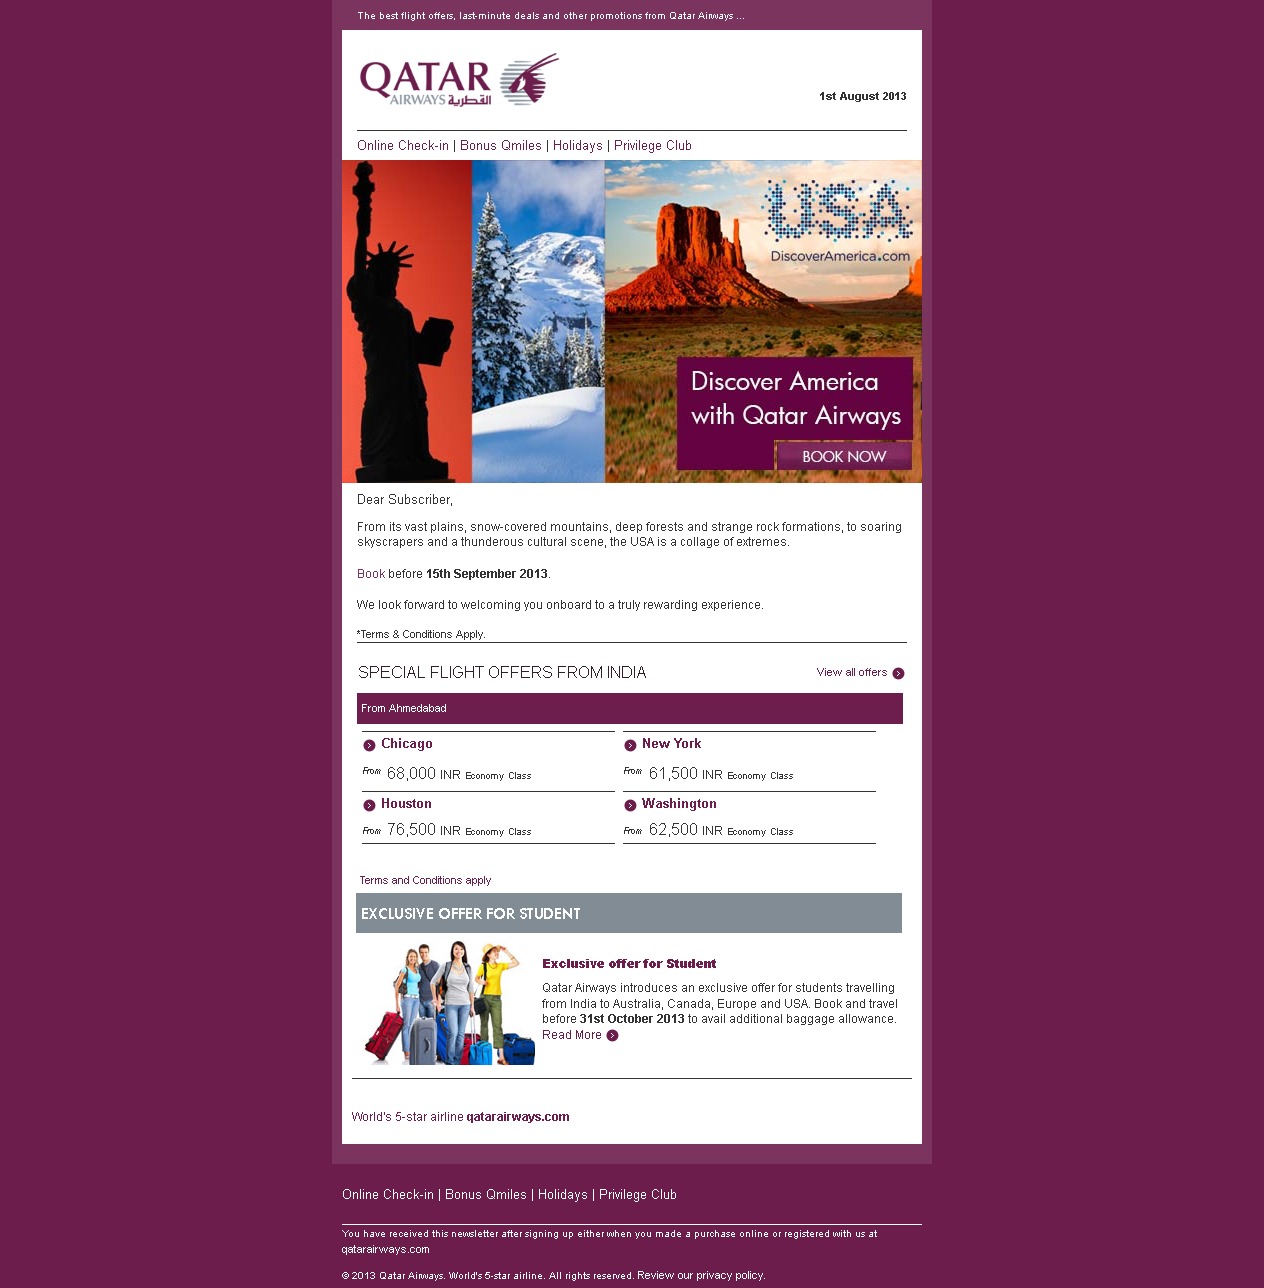 The best flight offers, last-minute deals and other promotions from Qatar Airways ...
QATAR
AIRWAYS القطرية
1st August 2013
Online Check-in | Bonus Qmiles | Holidays | Privilege Club
USA
DiscoverAmerica.com
Discover America
with Qatar Airways
BOOK NOW
Dear Subscriber,
From its vast plains, snow-covered mountains, deep forests and strange rock formations, to soaring
skyscrapers and a thunderous cultural scene, the USA is a collage of extremes.
Book before 15th September 2013.
We look forward to welcoming you onboard to a truly rewarding experience.
*Terms & Conditions Apply.
SPECIAL FLIGHT OFFERS FROM INDIA
View all offers
From Ahmedabad
Chicago
From 68,000 INR Economy Class
New York
From 61,500 INR Economy Class
Houston
From 76,500 INR Economy Class
Washington
From 62,500 INR Economy Class
Terms and Conditions apply
EXCLUSIVE OFFER FOR STUDENT
Exclusive offer for Student
Qatar Airways introduces an exclusive offer for students travelling
from India to Australia, Canada, Europe and USA. Book and travel
before 31st October 2013 to avail additional baggage allowance.
Read More
World's 5-star airline qatarairways.com
Online Check-in | Bonus Qmiles | Holidays | Privilege Club
You have received this newsletter after signing up either when you made a purchase online or registered with us at
qatarairways.com
© 2013 Qatar Airways. World's 5-star airline. All rights reserved. Review our privacy policy.